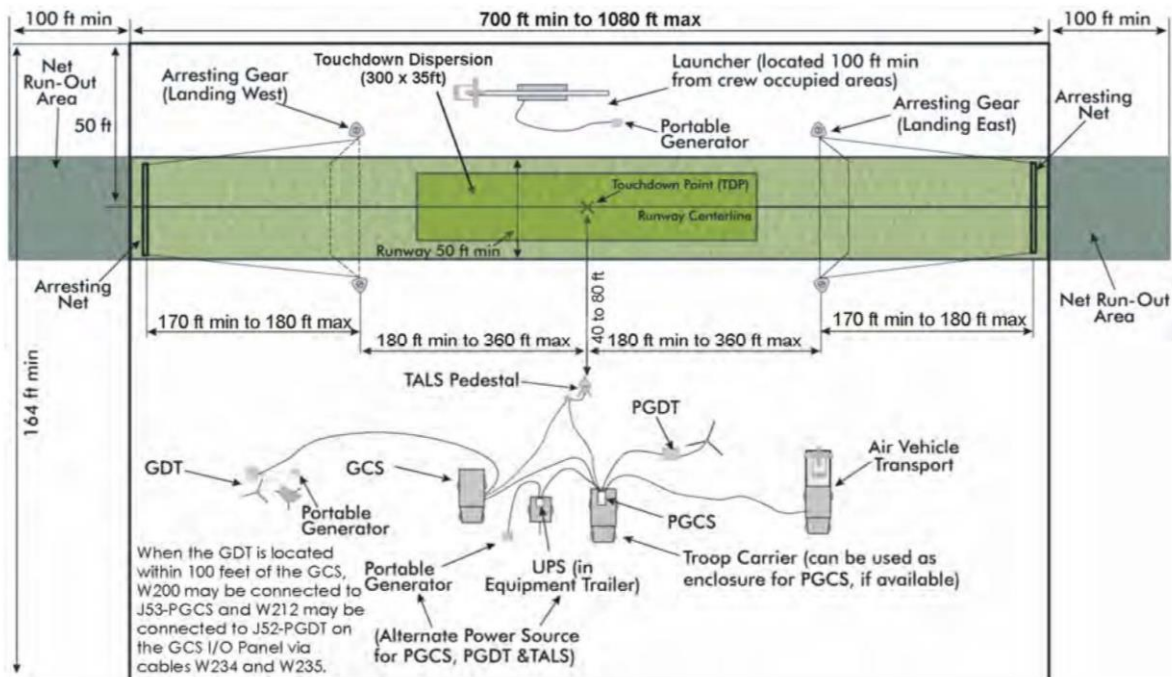 100 ft min
700 ft min to 1080 ft max
100 ft min
Net
Run-Out
Area
50 ft
Arresting Gear
(Landing West)
Touchdown Dispersion
(300 x 35ft)
Launcher (located 100 ft min
from crew occupied areas)
Portable
Generator
Arresting Gear
(Landing East)
Arresting
Net
Touchdown Point (TDP)
Runway Centerline
Runway 50 ft min
Arresting
Net
Net Run-Out
Area
40 to 80 ft
170 ft min to 180 ft max
180 ft min to 360 ft max
180 ft min to 360 ft max
170 ft min to 180 ft max
164 ft min
TALS Pedestal
PGDT
GDT
Portable
Generator
GCS
PGCS
Air Vehicle
Transport
When the GDT is located
within 100 feet of the GCS,
W200 may be connected to
J53-PGCS and W212 may be
connected to J52-PGDT on
the GCS I/O Panel via
cables W234 and W235.
Portable
Generator
UPS (in
Equipment Trailer)
Troop Carrier (can be used as
enclosure for PGCS, if available)
(Alternate Power Source
for PGCS, PGDT &TALS)